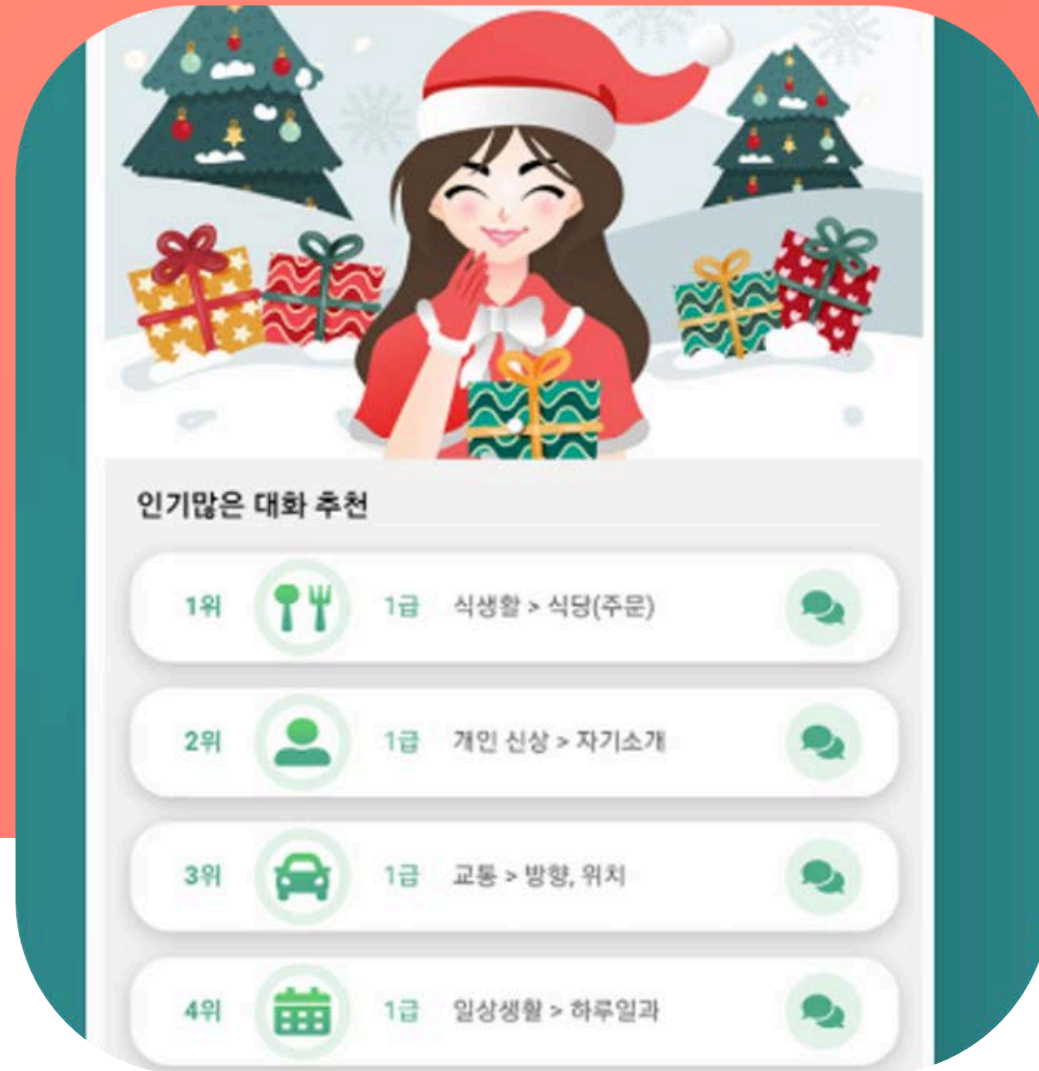 인기많은 대화 추천
1위 1급 식생활 > 식당(주문)
2위 1급 개인 신상 > 자기소개
3위 1급 교통 > 방향, 위치
4위 1급 일상생활 > 하루일과